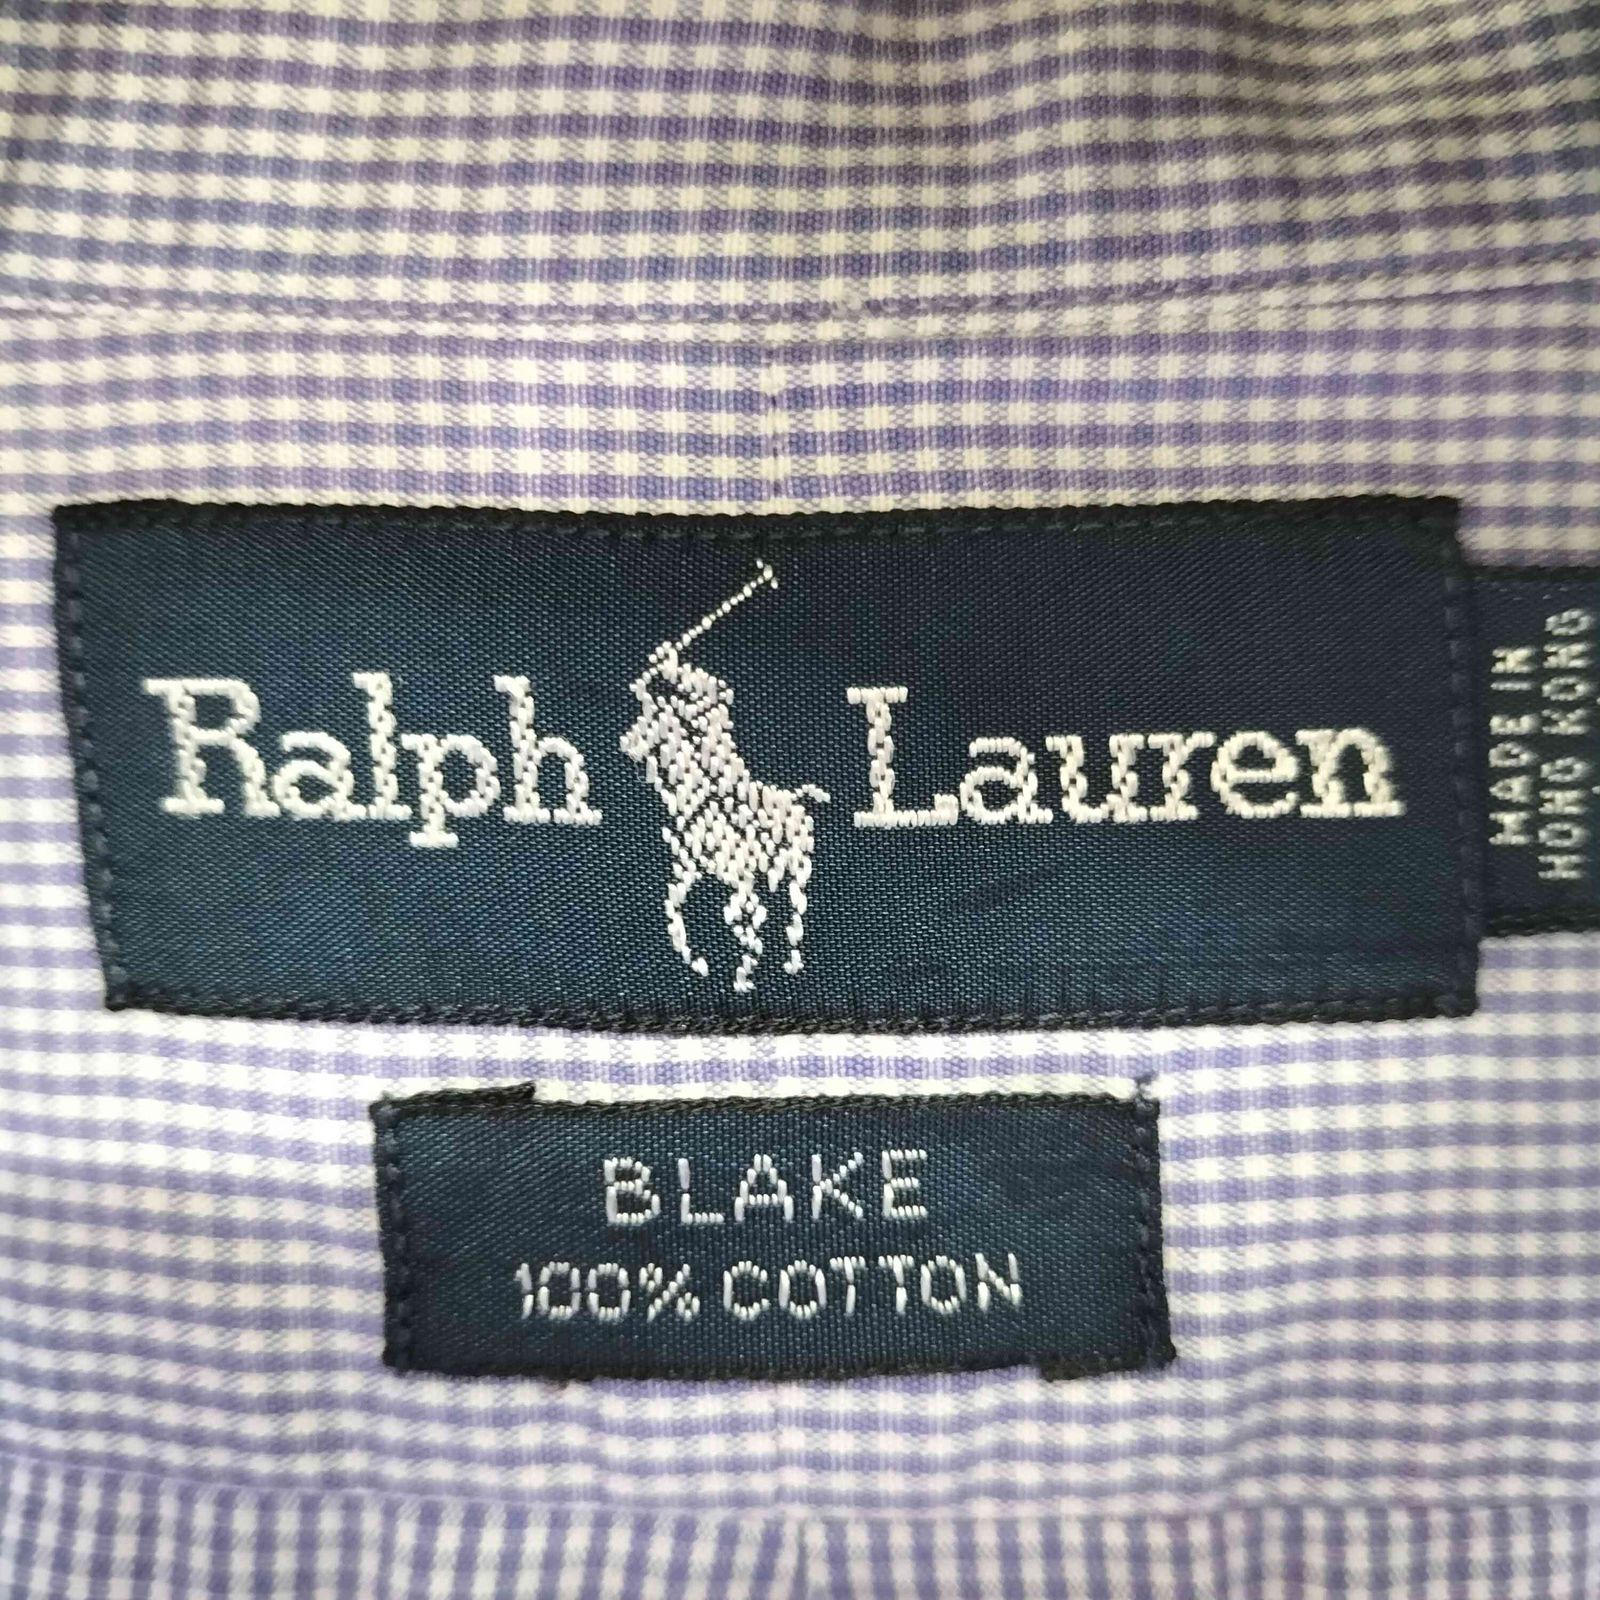 Ralph Lauren
MADE IN
HONG KONG
BLAKE
100% COTTON